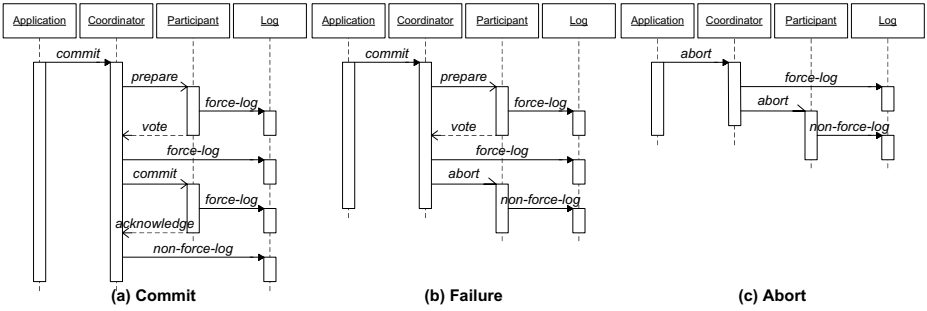 Application Coordinator Participant Log
commit
prepare
force-log
vote
force-log
commit
force-log
acknowledge
non-force-log
(a) Commit
Application Coordinator Participant Log
commit
prepare
force-log
vote
force-log
abort
non-force-log
(b) Failure
Application Coordinator Participant Log
abort
force-log
abort
non-force-log
(c) Abort